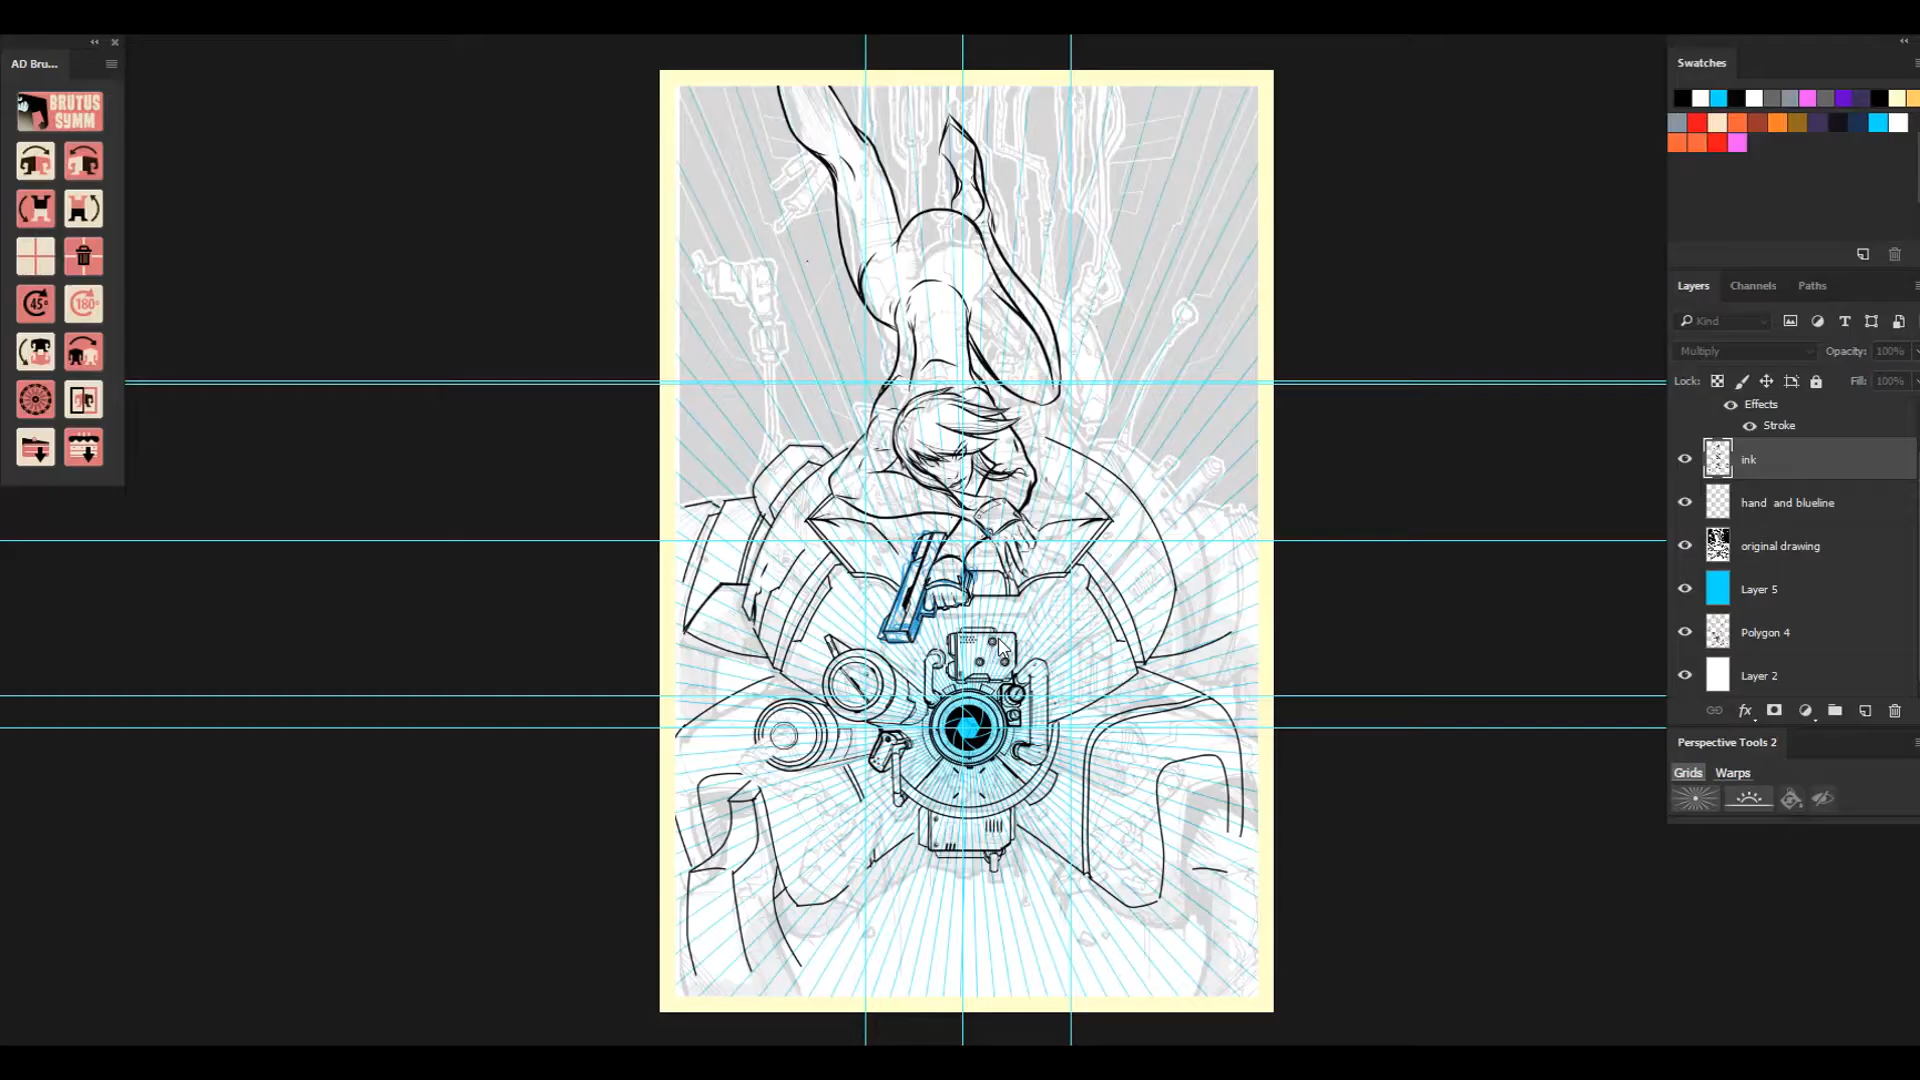 AD Bru...
BRUTUS
SYMM
45°
180°
Swatches
Layers Channels Paths
Kind
Multiply Opacity: 100%
Lock: Fill: 100%
Effects
Stroke
ink
hand and blueline
original drawing
Layer 5
Polygon 4
Layer 2
fx
Perspective Tools 2
Grids Warps